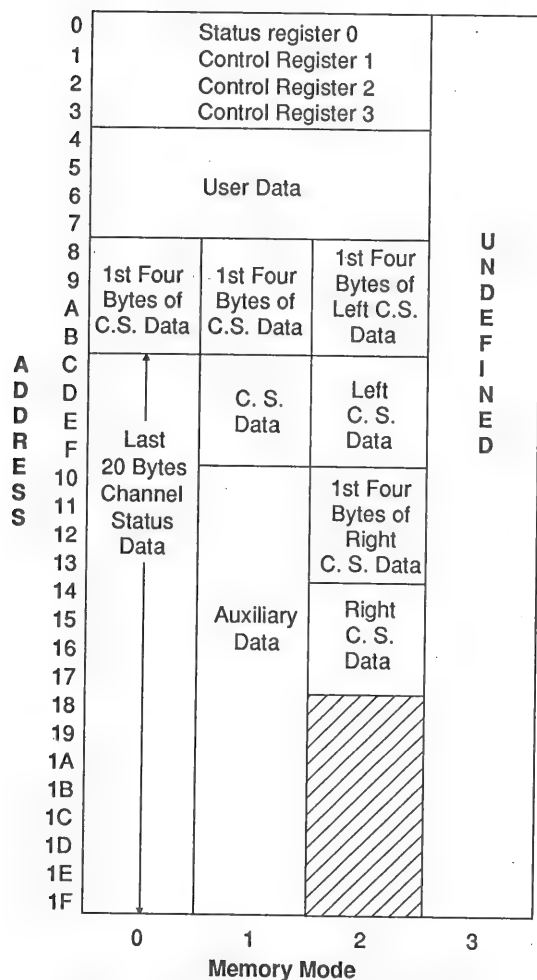 0
1
2
3
4
5
6
7
8
9
A
B
C
D
E
F
10
11
12
13
14
15
16
17
18
19
1A
1B
1C
1D
1E
1F
ADDRESS
Status register 0
Control Register 1
Control Register 2
Control Register 3
User Data
1st Four
Bytes of
C.S. Data
1st Four
Bytes of
C.S. Data
1st Four
Bytes of
Left C.S.
Data
Last
20 Bytes
Channel
Status
Data
C. S.
Data
Left
C. S.
Data
1st Four
Bytes of
Right
C. S. Data
Auxiliary
Data
Right
C. S.
Data
UNDEFINED
0 1 2 3
Memory Mode